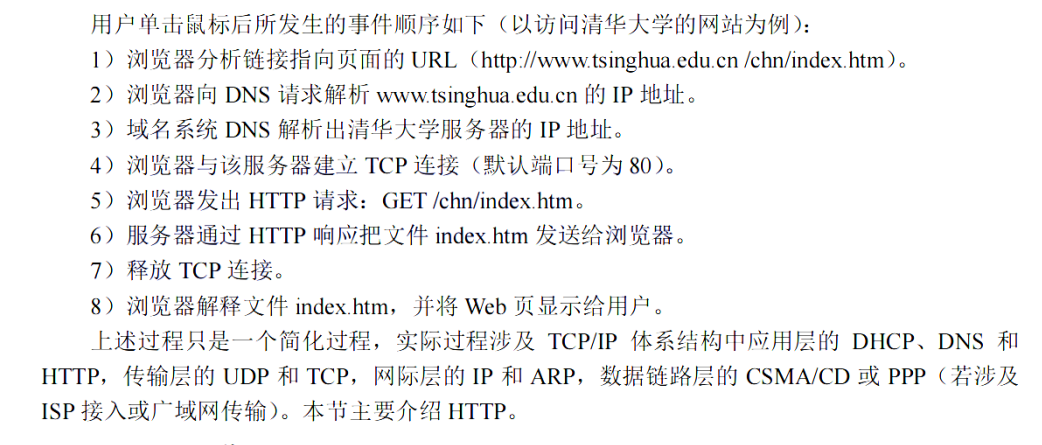 用户单击鼠标后所发生的事件顺序如下（以访问清华大学的网站为例）：
1）浏览器分析链接指向页面的 URL（http://www.tsinghua.edu.cn /chn/index.htm）。
2）浏览器向 DNS 请求解析 www.tsinghua.edu.cn 的 IP 地址。
3）域名系统 DNS 解析出清华大学服务器的 IP 地址。
4）浏览器与该服务器建立 TCP 连接（默认端口号为 80）。
5）浏览器发出 HTTP 请求：GET /chn/index.htm。
6）服务器通过 HTTP 响应把文件 index.htm 发送给浏览器。
7）释放 TCP 连接。
8）浏览器解释文件 index.htm，并将 Web 页显示给用户。
上述过程只是一个简化过程，实际过程涉及 TCP/IP 体系结构中应用层的 DHCP、DNS 和
HTTP，传输层的 UDP 和 TCP，网际层的 IP 和 ARP，数据链路层的 CSMA/CD 或 PPP（若涉及
ISP 接入或广域网传输）。本节主要介绍 HTTP。